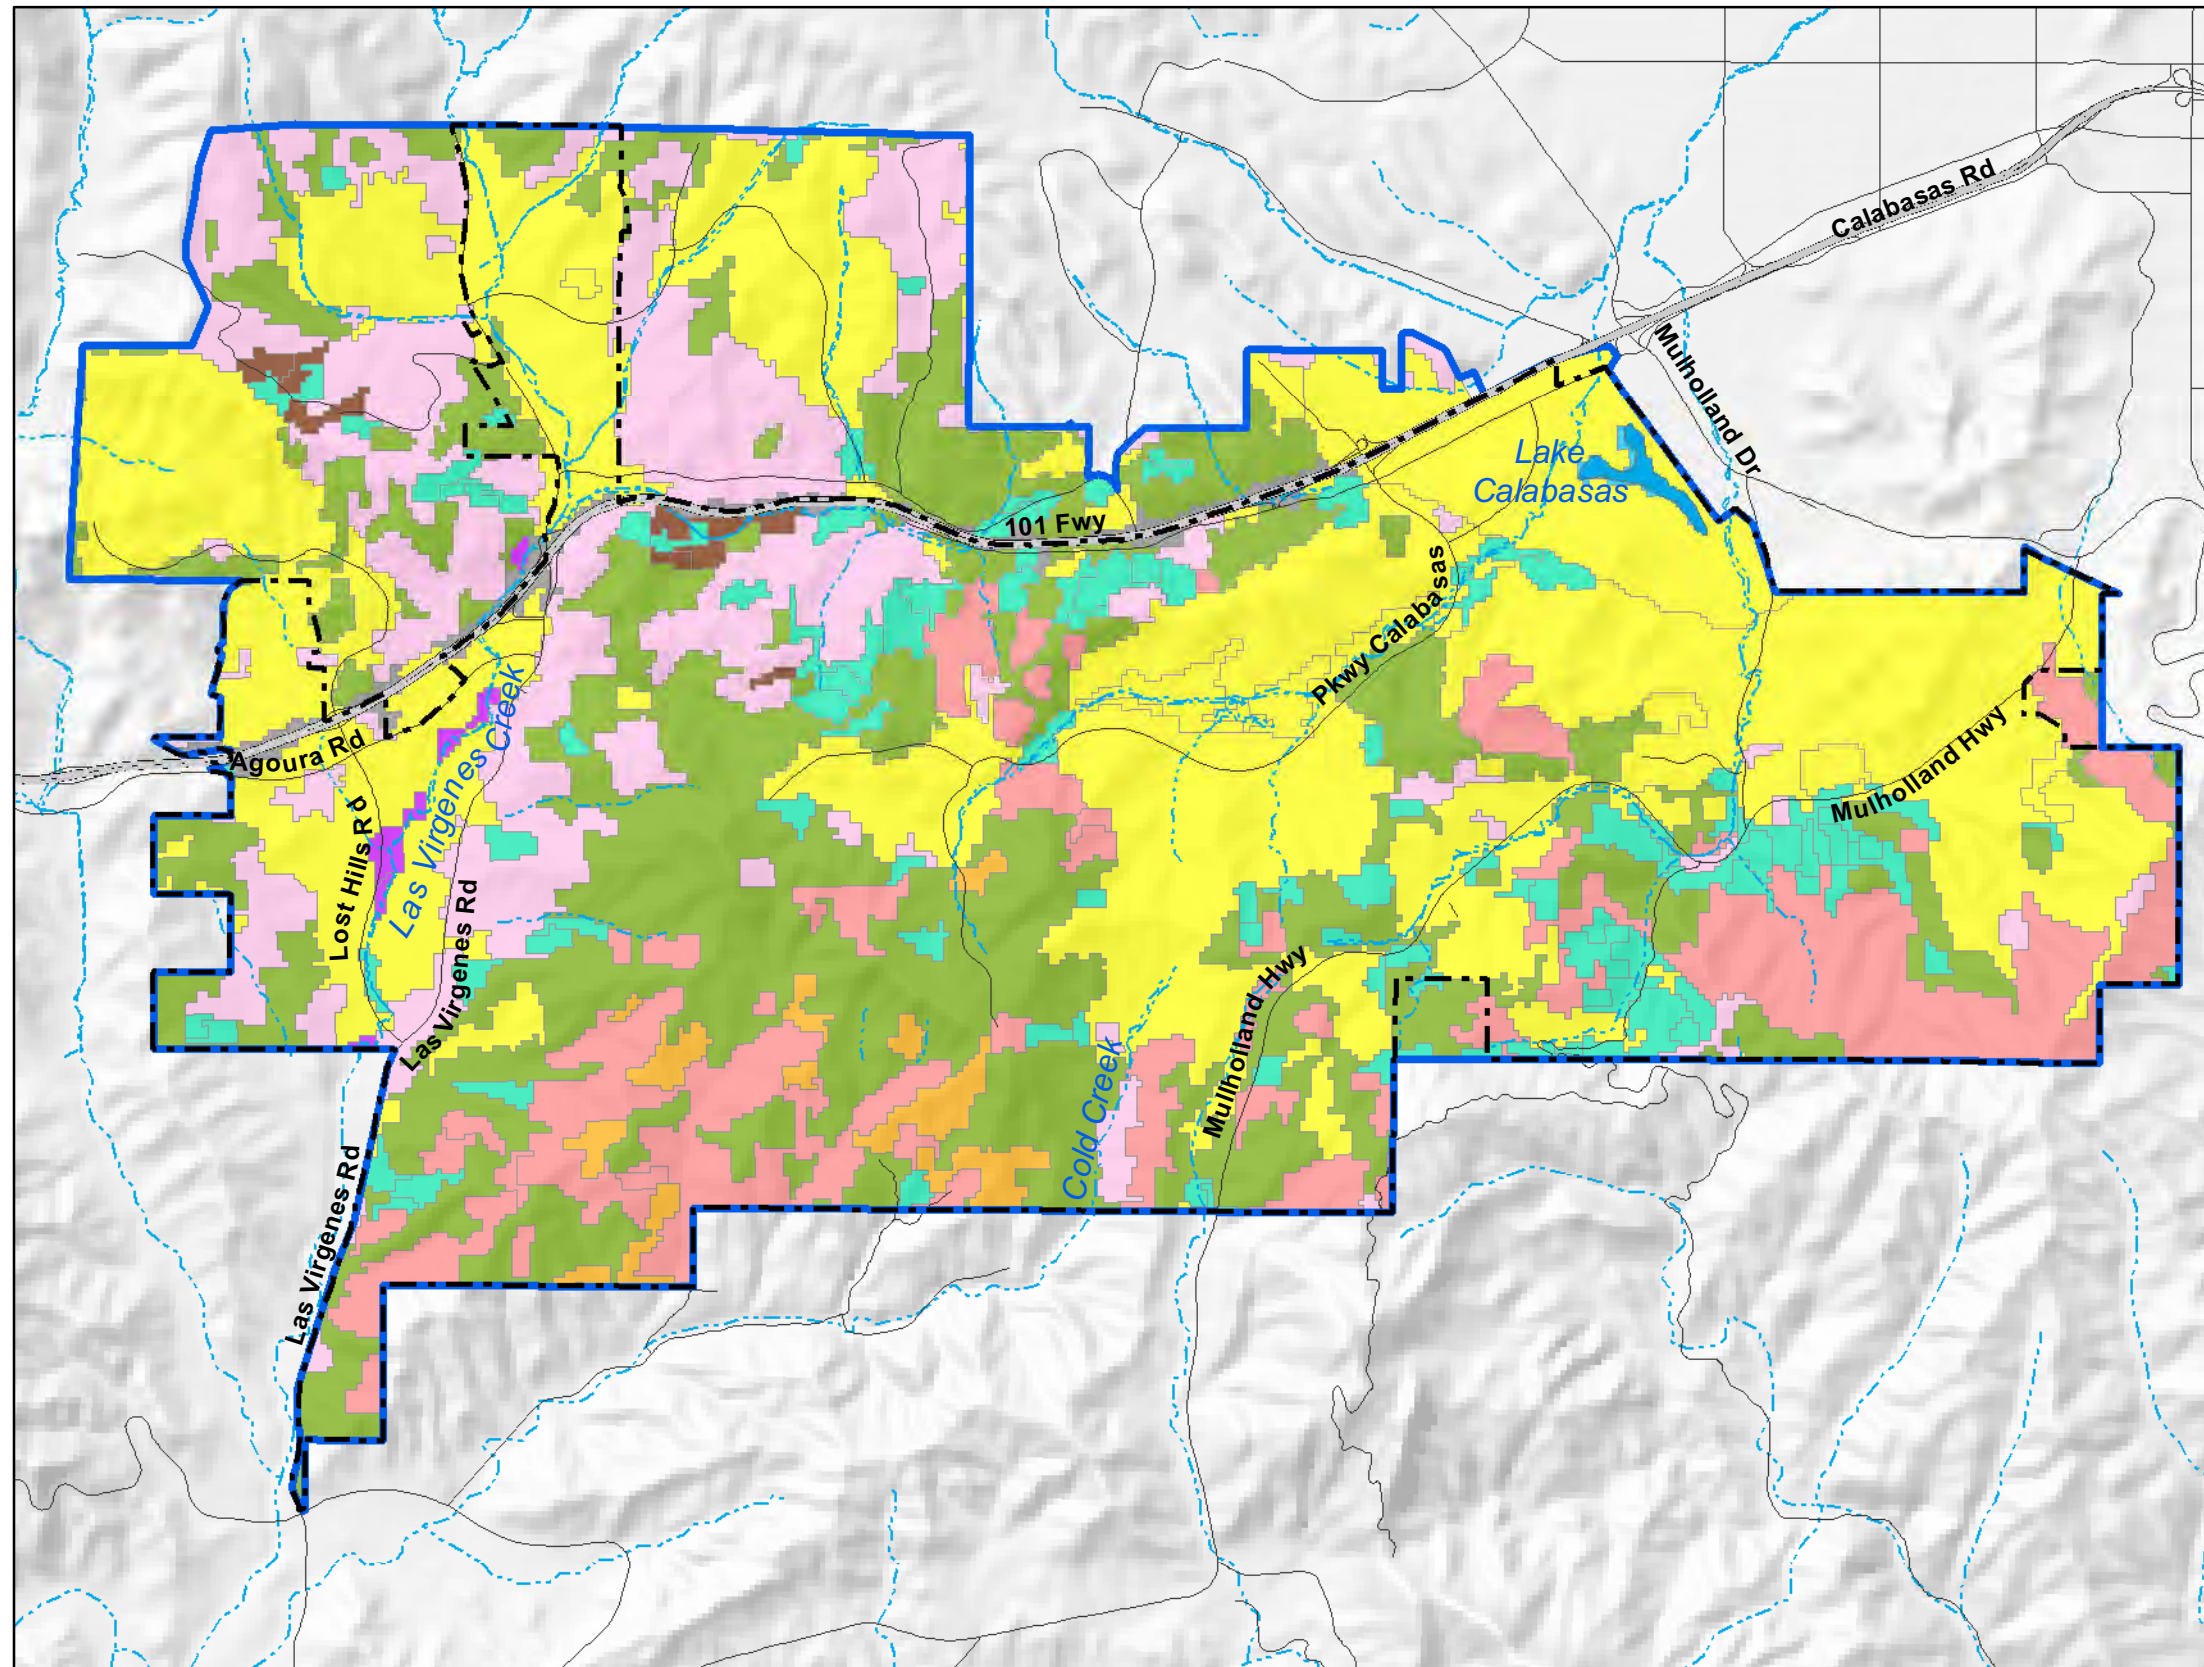 Calabasas Rd
Mulholland Dr
Lake
Calabasas
101 Fwy
Pkwy Calabasas
Agoura Rd
Las Virgenes Creek
Mulholland Hwy
Lost Hills Rd
Las Virgenes Rd
Mullholland Hwy
Las Virgenes Rd
Cold Creek
Las Virgenes Rd